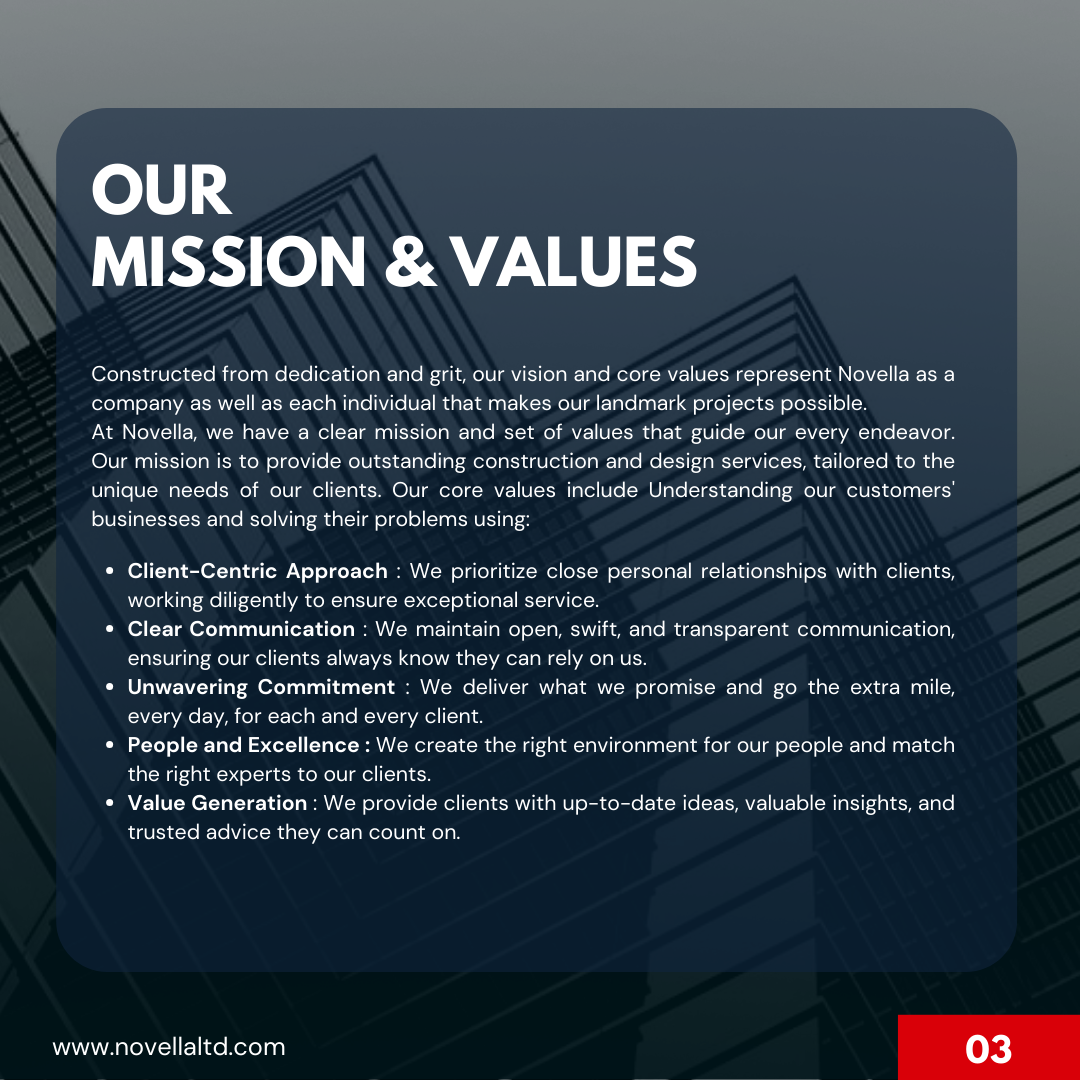 OUR
MISSION & VALUES
Constructed from dedication and grit, our vision and core values represent Novella as a
company as well as each individual that makes our landmark projects possible.
At Novella, we have a clear mission and set of values that guide our every endeavor.
Our mission is to provide outstanding construction and design services, tailored to the
unique needs of our clients. Our core values include Understanding our customers'
businesses and solving their problems using:
• Client-Centric Approach : We prioritize close personal relationships with clients,
working diligently to ensure exceptional service.
• Clear Communication : We maintain open, swift, and transparent communication,
ensuring our clients always know they can rely on us.
• Unwavering Commitment : We deliver what we promise and go the extra mile,
every day, for each and every client.
• People and Excellence : We create the right environment for our people and match
the right experts to our clients.
• Value Generation : We provide clients with up-to-date ideas, valuable insights, and
trusted advice they can count on.
www.novellaltd.com
03